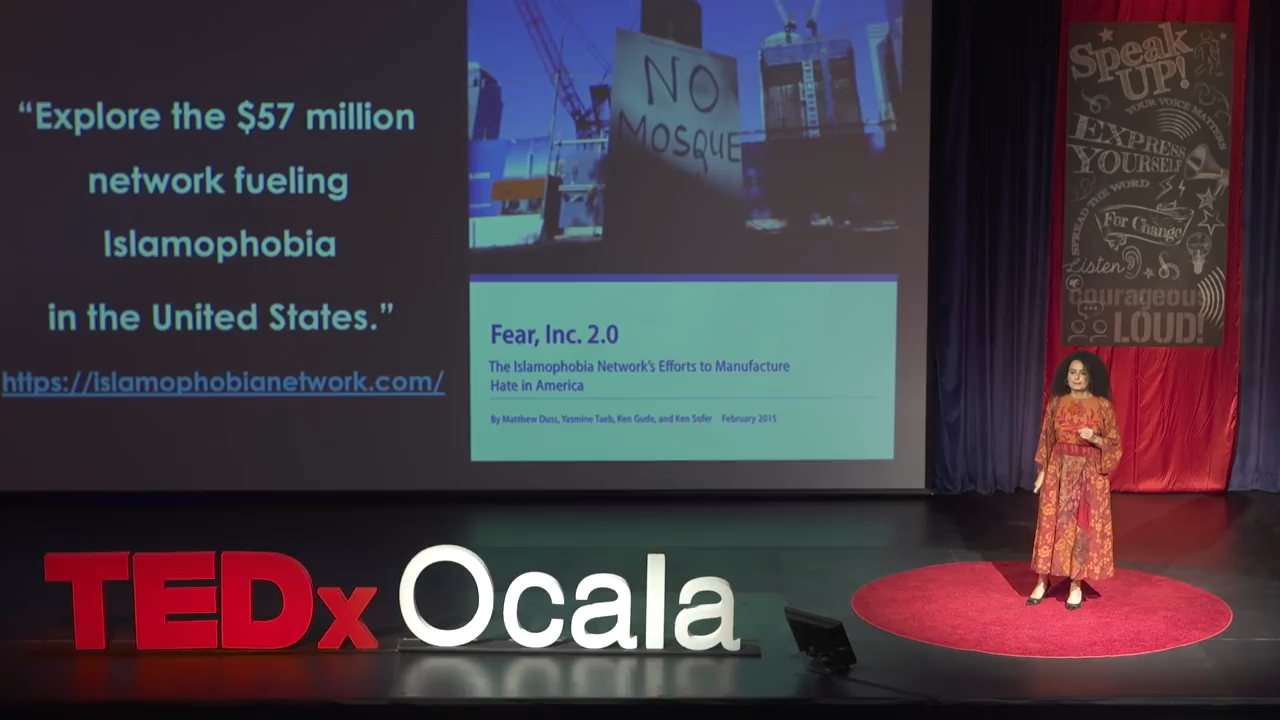 “Explore the $57 million
network fueling
Islamophobia
in the United States.”
https://islamophobianetwork.com/
NO
MOSQUE
Fear, Inc. 2.0
The Islamophobia Network’s Efforts to Manufacture
Hate in America
By Matthew Duss, Yasmine Taeb, Ken Gude, and Ken Sofer February 2015
Speak
UP!
YOUR VOICE MATTERS
EXPRESS
YOURSELF
SPREAD THE WORD
For Change
Listen
courageous
LOUD!
TEDxOcala